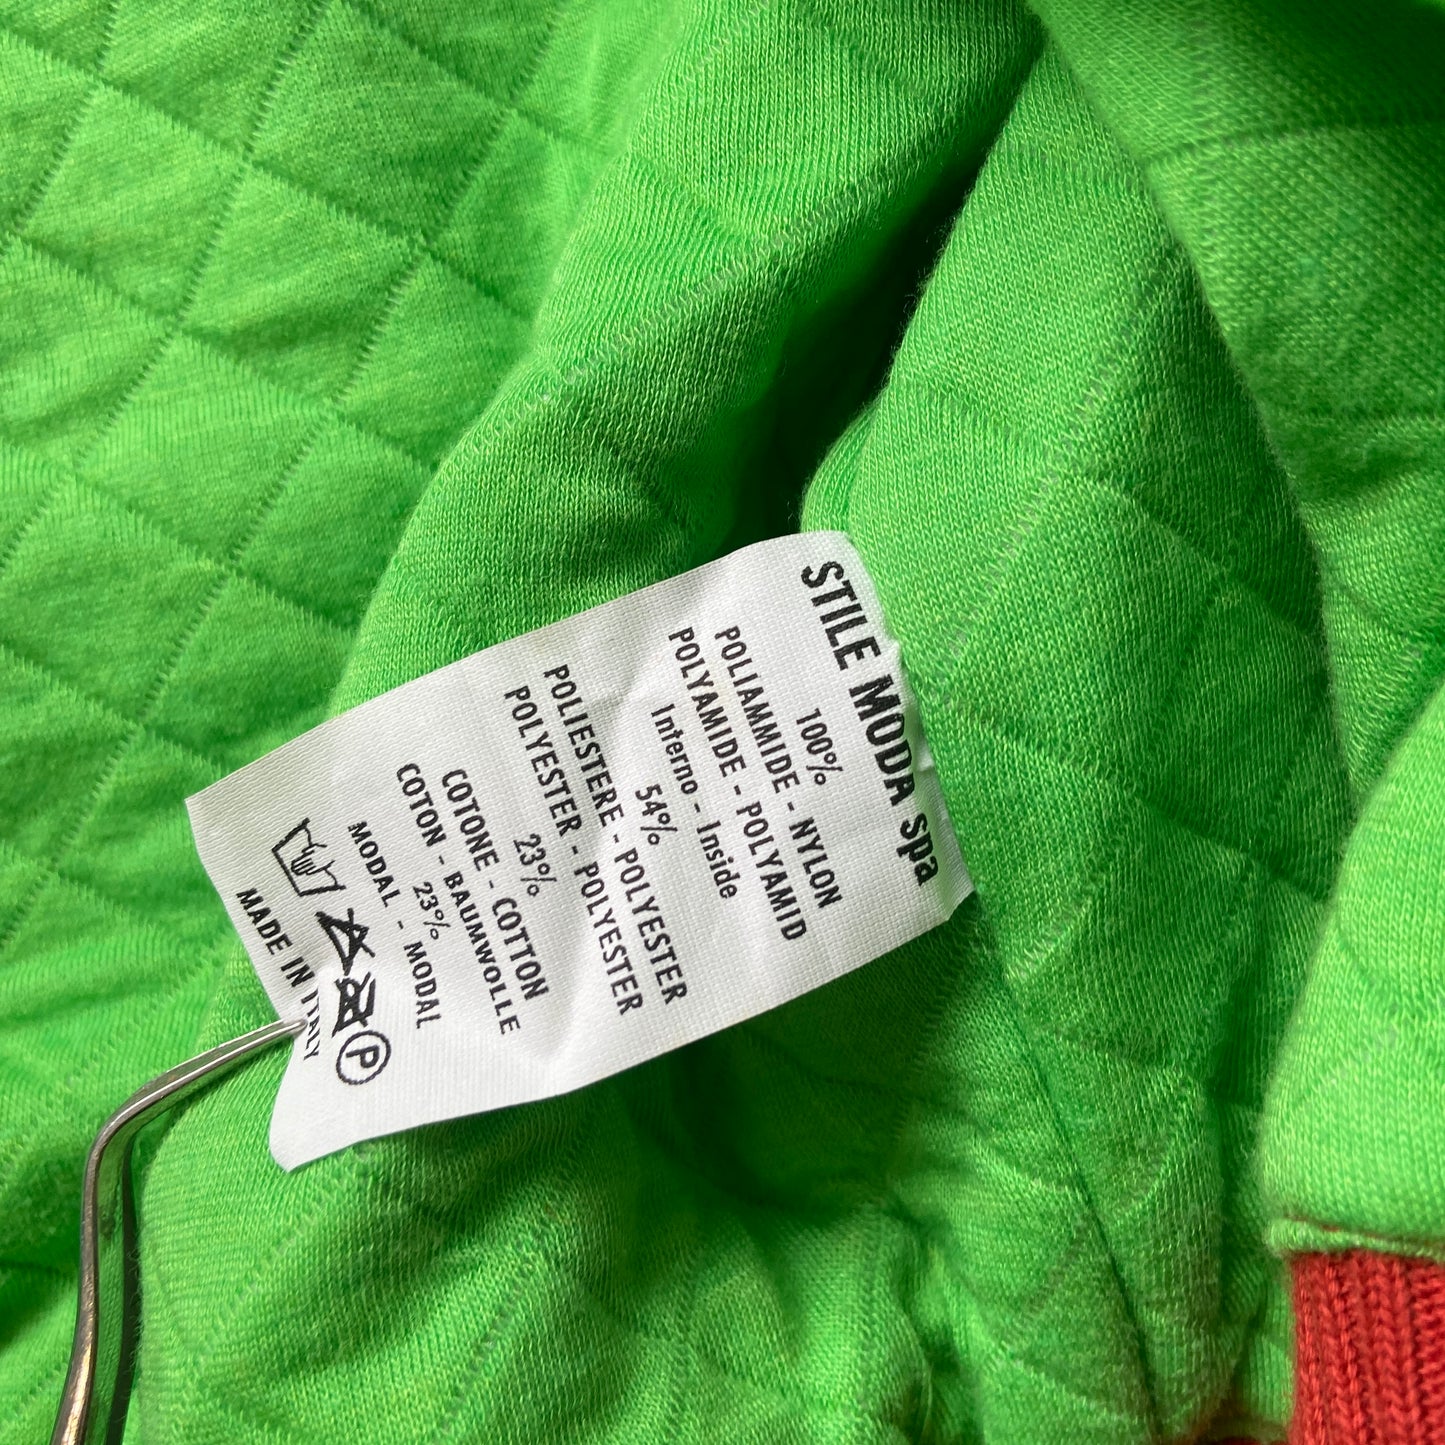 STILE MODA spa
100%
POLIAMMIDE - NYLON
POLYAMIDE - POLYAMID
Interno - Inside
54%
POLIESTERE - POLYESTER
POLYESTER - POLYESTER
23%
COTONE - COTTON
COTON - BAUMWOLLE
23%
MODAL - MODAL
P
MADE IN ITALY